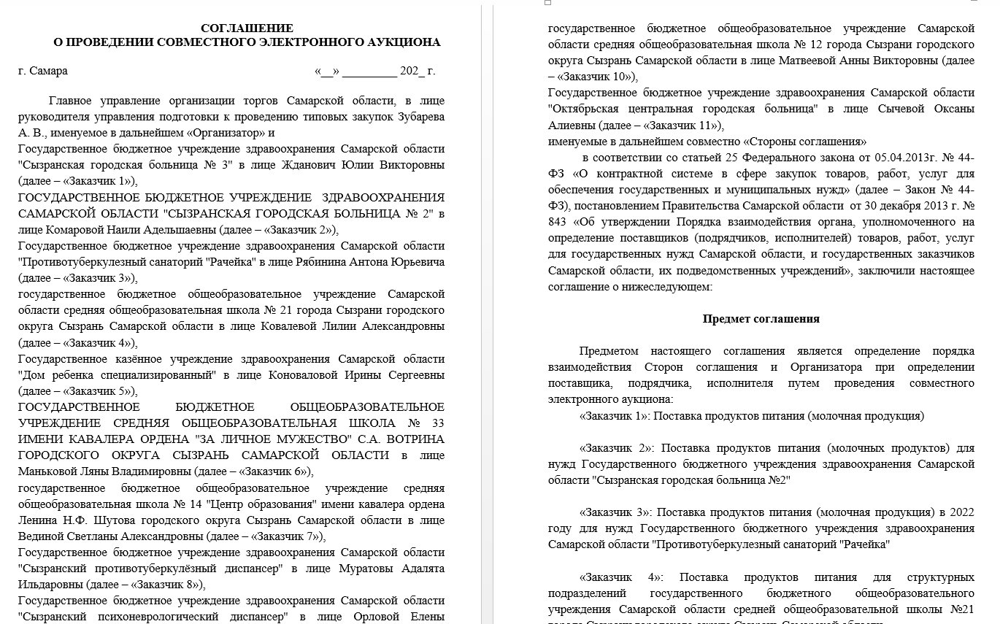 СОГЛАШЕНИЕ
О ПРОВЕДЕНИИ СОВМЕСТНОГО ЭЛЕКТРОННОГО АУКЦИОНА
г. Самара «__» _________ 202_ г.
Главное управление организации торгов Самарской области, в лице
руководителя управления подготовки к проведению типовых закупок Зубарева
А. В., именуемое в дальнейшем «Организатор» и
Государственное бюджетное учреждение здравоохранения Самарской области
"Сызранская городская больница № 3" в лице Жданович Юлии Викторовны
(далее – «Заказчик 1»),
ГОСУДАРСТВЕННОЕ БЮДЖЕТНОЕ УЧРЕЖДЕНИЕ ЗДРАВООХРАНЕНИЯ
САМАРСКОЙ ОБЛАСТИ "СЫЗРАНСКАЯ ГОРОДСКАЯ БОЛЬНИЦА № 2" в
лице Комаровой Наили Адельшаевны (далее – «Заказчик 2»),
Государственное бюджетное учреждение здравоохранения Самарской области
"Противотуберкулезный санаторий "Рачейка" в лице Рябинина Антона Юрьевича
(далее – «Заказчик 3»),
государственное бюджетное общеобразовательное учреждение Самарской
области средняя общеобразовательная школа № 21 города Сызрани городского
округа Сызрань Самарской области в лице Ковалевой Лилии Александровны
(далее – «Заказчик 4»),
Государственное казённое учреждение здравоохранения Самарской области
"Дом ребенка специализированный" в лице Коноваловой Ирины Сергеевны
(далее – «Заказчик 5»),
ГОСУДАРСТВЕННОЕ БЮДЖЕТНОЕ ОБЩЕОБРАЗОВАТЕЛЬНОЕ
УЧРЕЖДЕНИЕ СРЕДНЯЯ ОБЩЕОБРАЗОВАТЕЛЬНАЯ ШКОЛА № 33
ИМЕНИ КАВАЛЕРА ОРДЕНА "ЗА ЛИЧНОЕ МУЖЕСТВО" С.А. ВОТРИНА
ГОРОДСКОГО ОКРУГА СЫЗРАНЬ САМАРСКОЙ ОБЛАСТИ в лице
Маньковой Ляны Владимировны (далее – «Заказчик 6»),
государственное бюджетное общеобразовательное учреждение средняя
общеобразовательная школа № 14 "Центр образования" имени кавалера ордена
Ленина Н.Ф. Шутова городского округа Сызрань Самарской области в лице
Вединой Светланы Александровны (далее – «Заказчик 7»),
Государственное бюджетное учреждение здравоохранения Самарской области
"Сызранский противотуберкулёзный диспансер" в лице Муратовы Адалята
Ильдаровны (далее – «Заказчик 8»),
Государственное бюджетное учреждение здравоохранения Самарской области
"Сызранский психоневрологический диспансер" в лице Орловой Елены
государственное бюджетное общеобразовательное учреждение Самарской
области средняя общеобразовательная школа № 12 города Сызрани городского
округа Сызрань Самарской области в лице Матвеевой Анны Викторовны (далее
– «Заказчик 10»),
Государственное бюджетное учреждение здравоохранения Самарской области
"Октябрьская центральная городская больница" в лице Сычевой Оксаны
Алиевны (далее – «Заказчик 11»),
именуемые в дальнейшем совместно «Стороны соглашения»
в соответствии со статьей 25 Федерального закона от 05.04.2013г. № 44-
ФЗ «О контрактной системе в сфере закупок товаров, работ, услуг для
обеспечения государственных и муниципальных нужд» (далее – Закон № 44-
ФЗ), постановлением Правительства Самарской области от 30 декабря 2013 г. №
843 «Об утверждении Порядка взаимодействия органа, уполномоченного на
определение поставщиков (подрядчиков, исполнителей) товаров, работ, услуг
для государственных нужд Самарской области, и государственных заказчиков
Самарской области, их подведомственных учреждений», заключили настоящее
соглашение о нижеследующем:
Предмет соглашения
Предметом настоящего соглашения является определение порядка
взаимодействия Сторон соглашения и Организатора при определении
поставщика, подрядчика, исполнителя путем проведения совместного
электронного аукциона:
«Заказчик 1»: Поставка продуктов питания (молочная продукция)
«Заказчик 2»: Поставка продуктов питания (молочных продуктов) для
нужд Государственного бюджетного учреждения здравоохранения Самарской
области "Сызранская городская больница №2"
«Заказчик 3»: Поставка продуктов питания (молочная продукция) в 2022
году для нужд Государственного бюджетного учреждения здравоохранения
Самарской области "Противотуберкулезный санаторий "Рачейка"
«Заказчик 4»: Поставка продуктов питания для структурных
подразделений государственного бюджетного общеобразовательного
учреждения Самарской области средней общеобразовательной школы №21